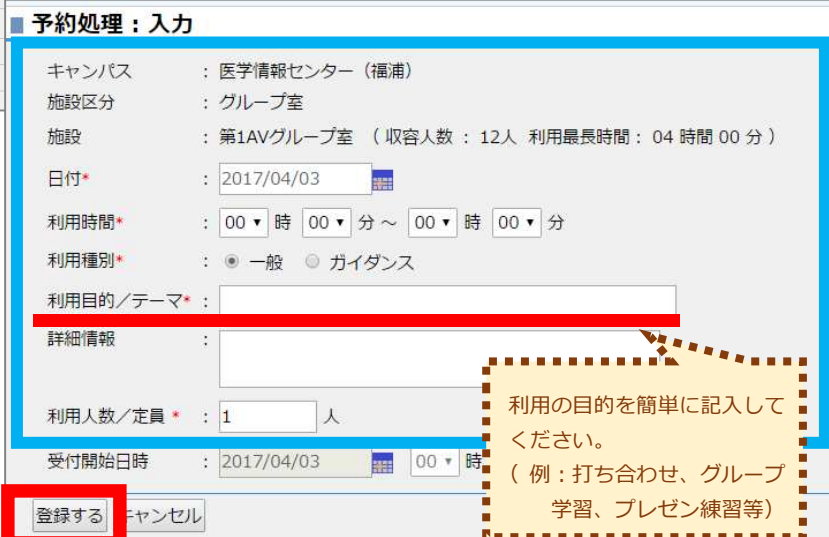 予約処理：入力
キャンパス ： 医学情報センター（福浦）
施設区分 ： グループ室
施設 ： 第1AVグループ室 （ 収容人数 ： 12人 利用最長時間 ： 04 時間 00 分 ）
日付* ： 2017/04/03
利用時間* ： 00 ▼ 時 00 ▼ 分 ～ 00 ▼ 時 00 ▼ 分
利用種別* ： 一般 ガイダンス
利用目的／テーマ* ：
詳細情報 ：
利用人数／定員 * ： 1 人
受付開始日時 ： 2017/04/03 00 ▼ 時
利用の目的を簡単に記入して
ください。
（ 例：打ち合わせ、グループ
学習、プレゼン練習等）
登録する キャンセル